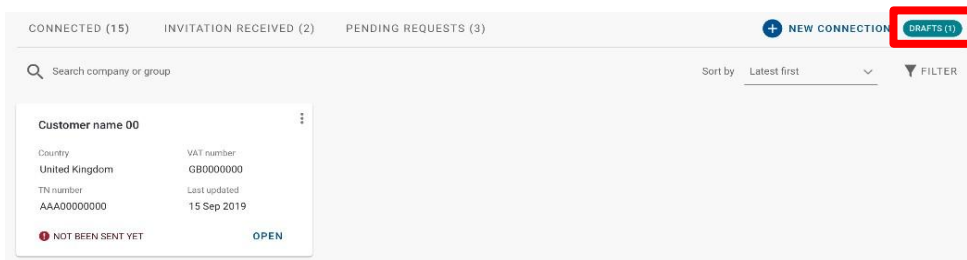 CONNECTED (15) INVITATION RECEIVED (2) PENDING REQUESTS (3) NEW CONNECTION DRAFTS (1)
Search company or group Sort by Latest first FILTER
Customer name 00
Country VAT number
United Kingdom GB0000000
TN number Last updated
AAA00000000 15 Sep 2019
NOT BEEN SENT YET OPEN